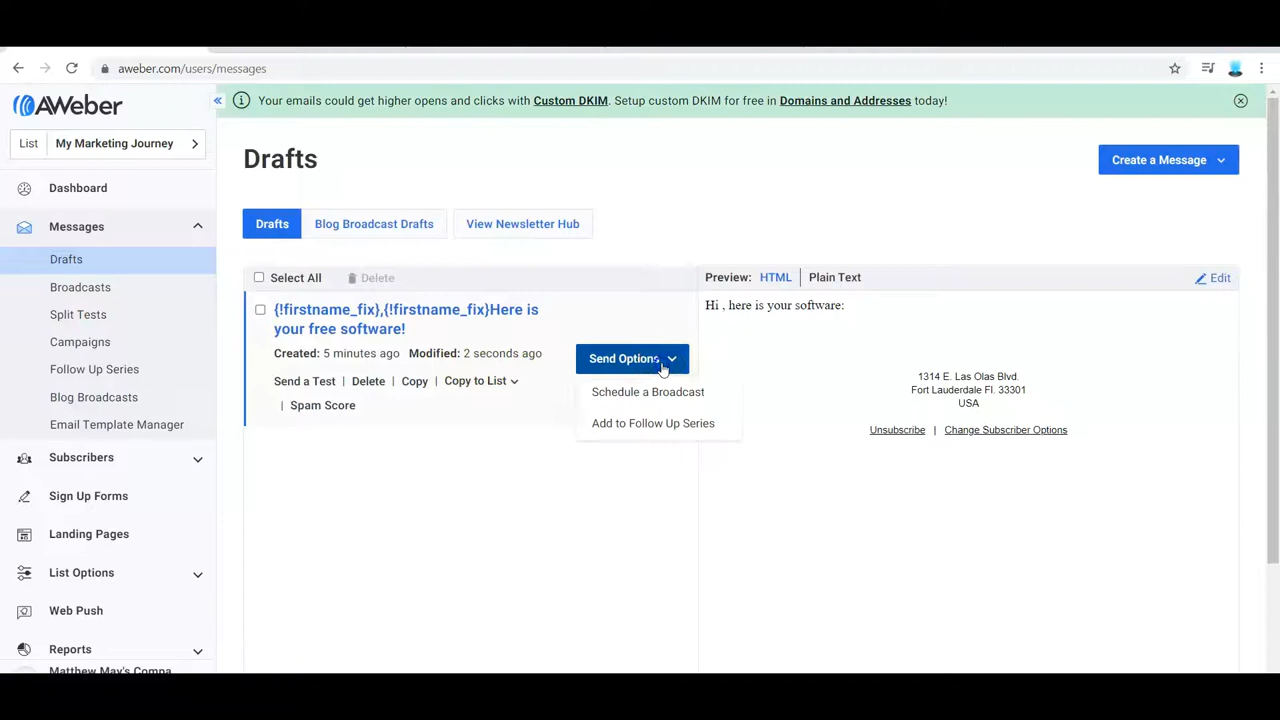 aweber.com/users/messages
Your emails could get higher opens and clicks with Custom DKIM. Setup custom DKIM for free in Domains and Addresses today!
AWeber
List My Marketing Journey
Dashboard
Messages
Drafts
Broadcasts
Split Tests
Campaigns
Follow Up Series
Blog Broadcasts
Email Template Manager
Subscribers
Sign Up Forms
Landing Pages
List Options
Web Push
Reports
Matthew May's Compa
Drafts
Create a Message
Drafts Blog Broadcast Drafts View Newsletter Hub
Select All Delete
{!firstname_fix},{!firstname_fix}Here is
your free software!
Created: 5 minutes ago Modified: 2 seconds ago
Send a Test | Delete | Copy | Copy to List
| Spam Score
Send Options
Schedule a Broadcast
Add to Follow Up Series
Preview: HTML | Plain Text Edit
Hi , here is your software:
1314 E. Las Olas Blvd.
Fort Lauderdale Fl. 33301
USA
Unsubscribe | Change Subscriber Options